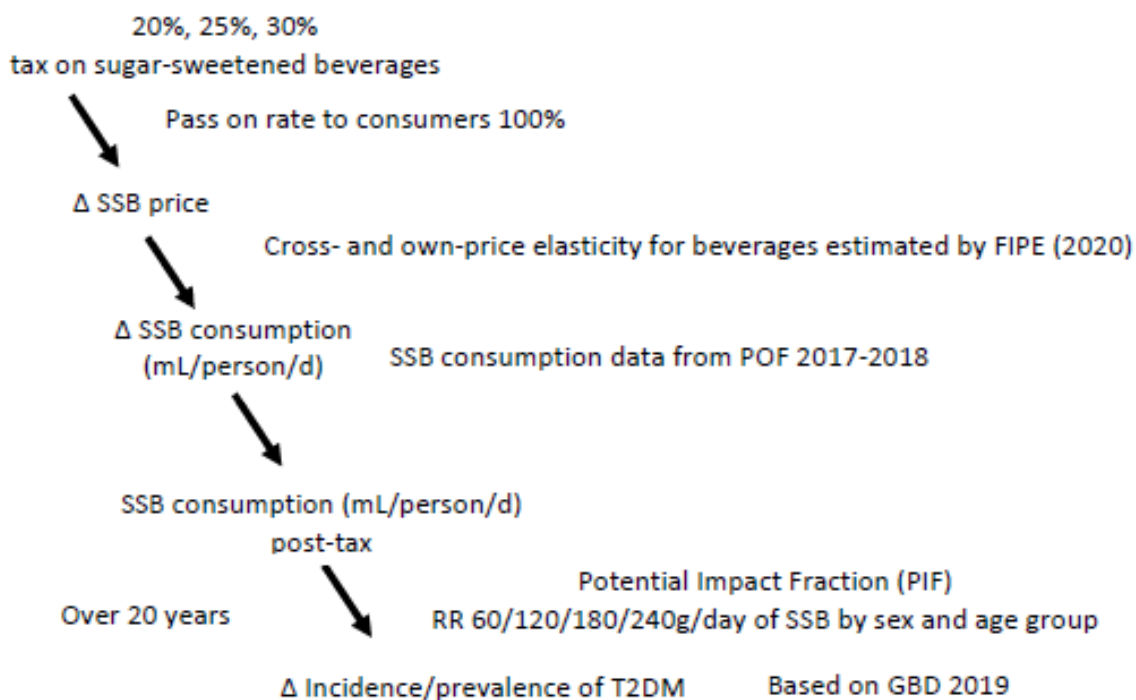 20%, 25%, 30%
tax on sugar-sweetened beverages
Pass on rate to consumers 100%
Δ SSB price
Cross- and own-price elasticity for beverages estimated by FIPE (2020)
Δ SSB consumption
(mL/person/d)
SSB consumption data from POF 2017-2018
SSB consumption (mL/person/d)
post-tax
Over 20 years
Potential Impact Fraction (PIF)
RR 60/120/180/240g/day of SSB by sex and age group
Δ Incidence/prevalence of T2DM
Based on GBD 2019